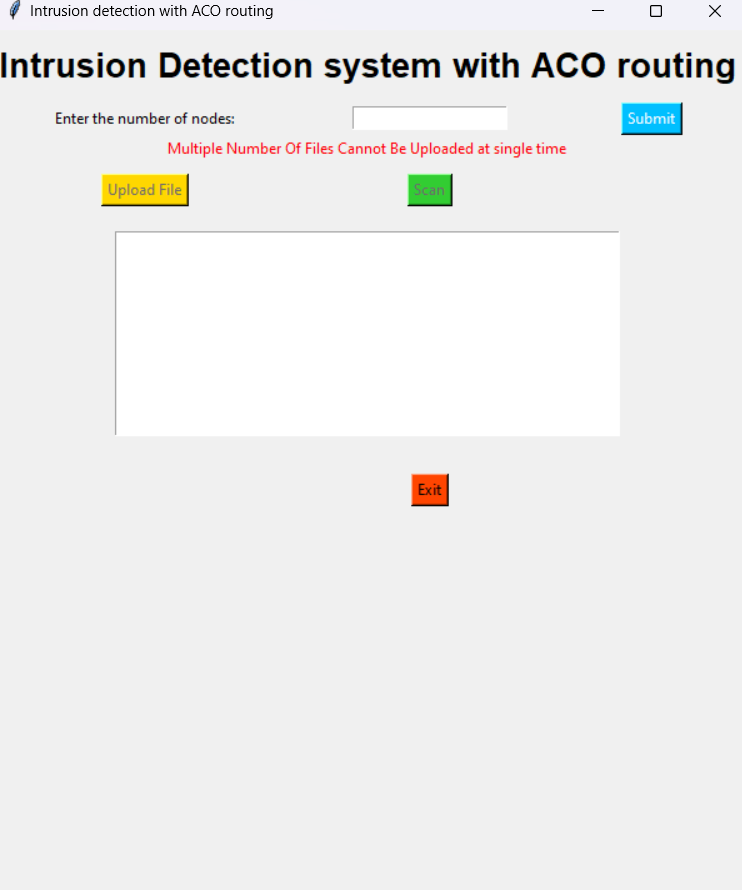 Intrusion detection with ACO routing
Intrusion Detection system with ACO routing
Enter the number of nodes:
Submit
Multiple Number Of Files Cannot Be Uploaded at single time
Upload File
Scan
Exit